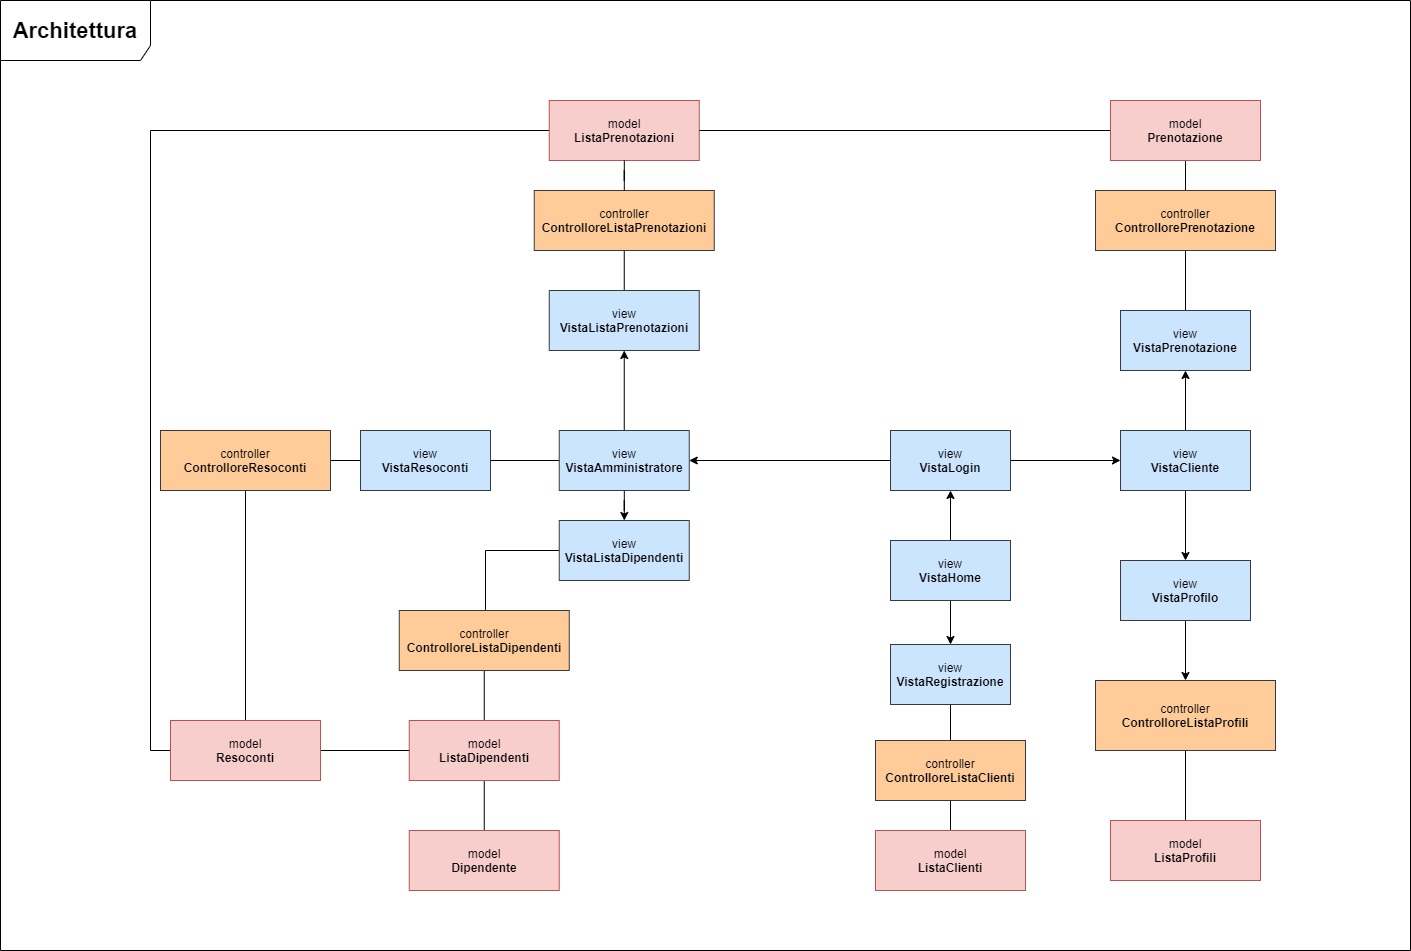 Architettura
model
ListaPrenotazioni
model
Prenotazione
controller
ControlloreListaPrenotazioni
controller
ControllorePrenotazione
view
VistaListaPrenotazioni
view
VistaPrenotazione
controller
ControlloreResoconti
view
VistaResoconti
view
VistaAmministratore
view
VistaLogin
view
VistaCliente
view
VistaListaDipendenti
view
VistaHome
view
VistaProfilo
controller
ControlloreListaDipendenti
view
VistaRegistrazione
controller
ControlloreListaProfili
model
Resoconti
model
ListaDipendenti
controller
ControlloreListaClienti
model
Dipendente
model
ListaClienti
model
ListaProfili